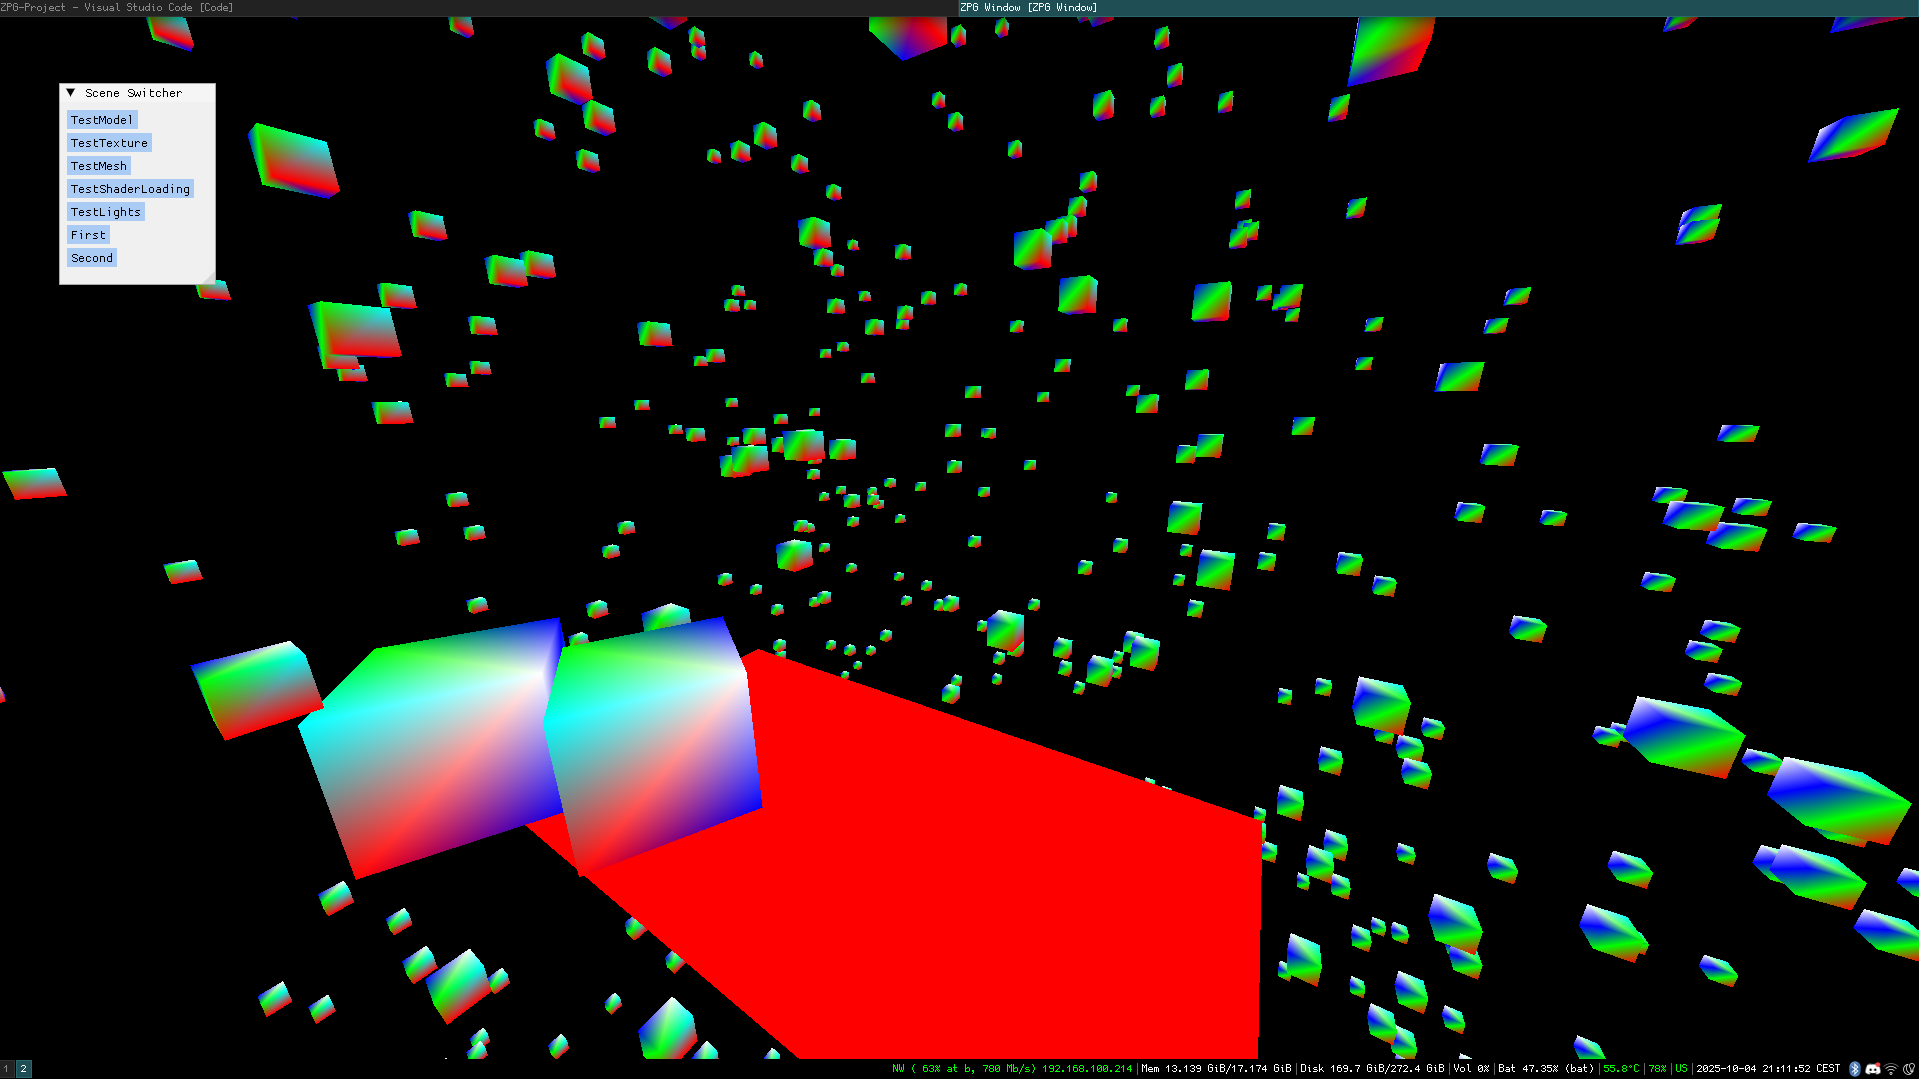 ZPG-Project - Visual Studio Code [Code]
ZPG Window [ZPG Window]
▼ Scene Switcher
TestModel
TestTexture
TestMesh
TestShaderLoading
TestLights
First
Second
1 2
NW ( 63% at b, 780 Mb/s) 192.168.100.214|Mem 13.139 GiB/17.174 GiB|Disk 169.7 GiB/272.4 GiB|Vol 0%|Bat 47.35% (bat)|55.8°C|78%|US|2025-10-04 21:11:52 CEST